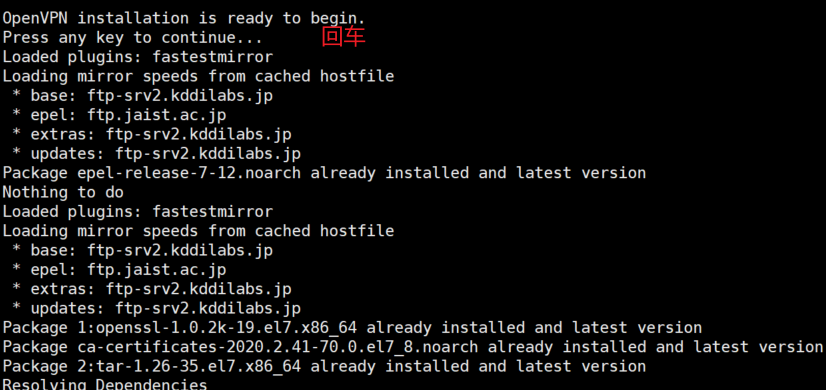 OpenVPN installation is ready to begin.
Press any key to continue... 回车
Loaded plugins: fastestmirror
Loading mirror speeds from cached hostfile
 * base: ftp-srv2.kddilabs.jp
 * epel: ftp.jaist.ac.jp
 * extras: ftp-srv2.kddilabs.jp
 * updates: ftp-srv2.kddilabs.jp
Package epel-release-7-12.noarch already installed and latest version
Nothing to do
Loaded plugins: fastestmirror
Loading mirror speeds from cached hostfile
 * base: ftp-srv2.kddilabs.jp
 * epel: ftp.jaist.ac.jp
 * extras: ftp-srv2.kddilabs.jp
 * updates: ftp-srv2.kddilabs.jp
Package 1:openssl-1.0.2k-19.el7.x86_64 already installed and latest version
Package ca-certificates-2020.2.41-70.0.el7_8.noarch already installed and latest version
Package 2:tar-1.26-35.el7.x86_64 already installed and latest version
Resolving Dependencies